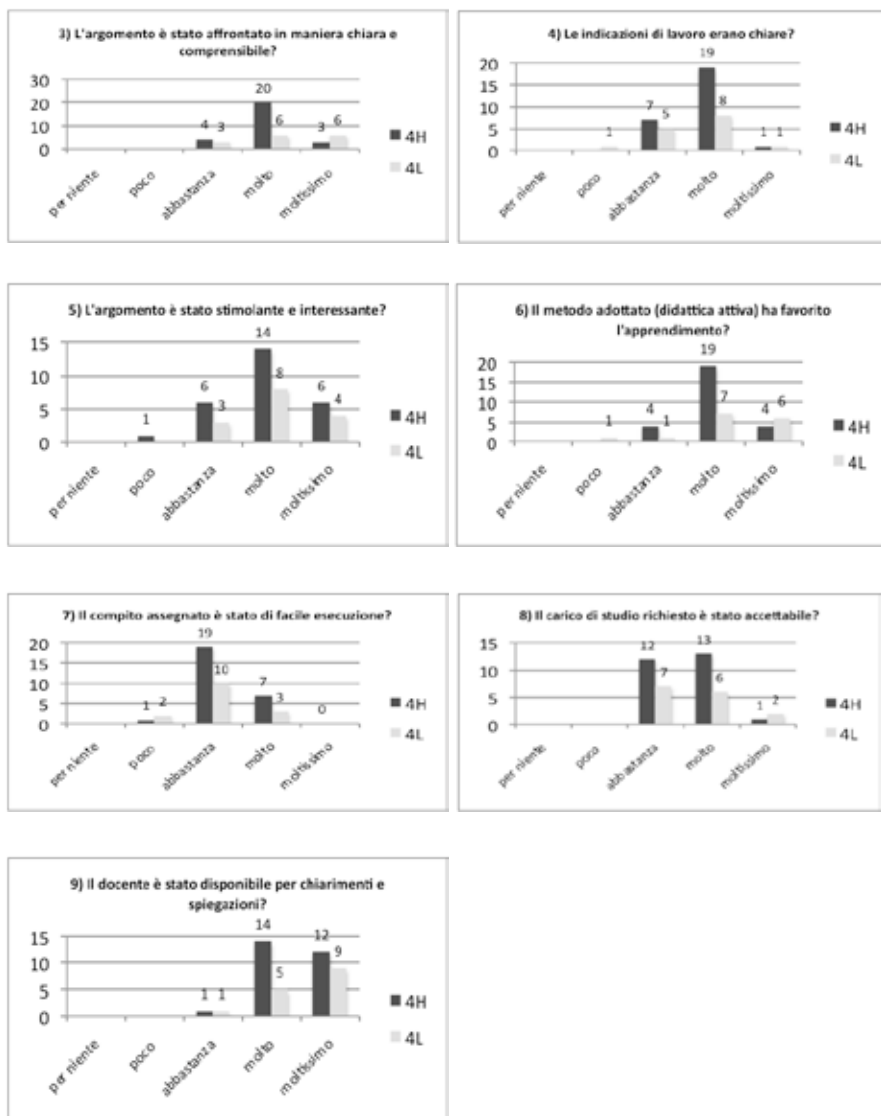 3) L'argomento è stato affrontato in maniera chiara e
comprensibile?
30
20
10
0
4 3
20
6
3
6
per niente
poco
abbastanza
molto
moltissimo
4H
4L
4) Le indicazioni di lavoro erano chiare?
20
15
10
5
0
1
7
5
19
8
1 1
per niente
poco
abbastanza
molto
moltissimo
4H
4L
5) L'argomento è stato stimolante e interessante?
15
10
5
0
1
6
3
14
8
6
4
per niente
poco
abbastanza
molto
moltissimo
4H
4L
6) Il metodo adottato (didattica attiva) ha favorito
l'apprendimento?
20
15
10
5
0
1
4
1
19
7
4
6
per niente
poco
abbastanza
molto
moltissimo
4H
4L
7) Il compito assegnato è stato di facile esecuzione?
20
15
10
5
0
1 2
19
10
7
3
0
per niente
poco
abbastanza
molto
moltissimo
4H
4L
8) Il carico di studio richiesto è stato accettabile?
15
10
5
0
12
7
13
6
1 2
per niente
poco
abbastanza
molto
moltissimo
4H
4L
9) Il docente è stato disponibile per chiarimenti e
spiegazioni?
15
10
5
0
1 1
14
5
12
9
per niente
poco
abbastanza
molto
moltissimo
4H
4L